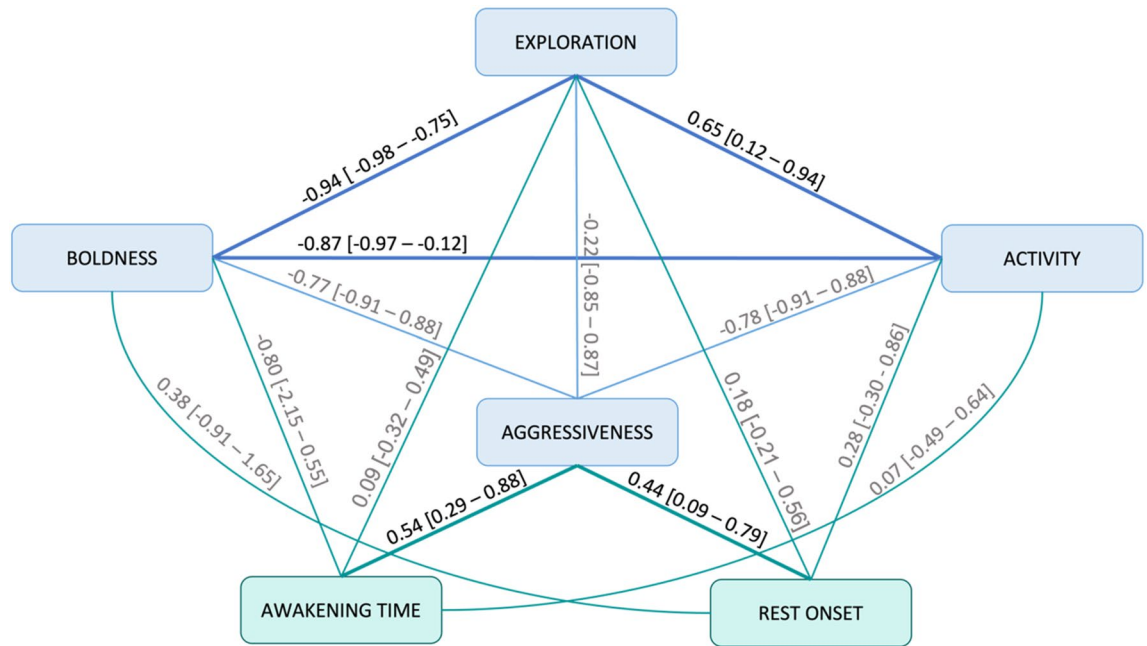 EXPLORATION
-0.94 [ -0.98 – -0.75]
0.65 [0.12 – 0.94]
-0.22 [-0.85 – 0.87]
BOLDNESS
-0.87 [-0.97 – -0.12]
ACTIVITY
-0.77 [-0.91 – 0.88]
-0.78 [-0.91 – 0.88]
-0.80 [-2.15 – 0.55]
0.09 [-0.32 – 0.49]
0.18 [-0.21 – 0.56]
0.28 [-0.30 - 0.86]
0.38 [-0.91 – 1.65]
0.07 [-0.49 – 0.64]
AGGRESSIVENESS
0.54 [0.29 – 0.88]
0.44 [0.09 – 0.79]
AWAKENING TIME
REST ONSET